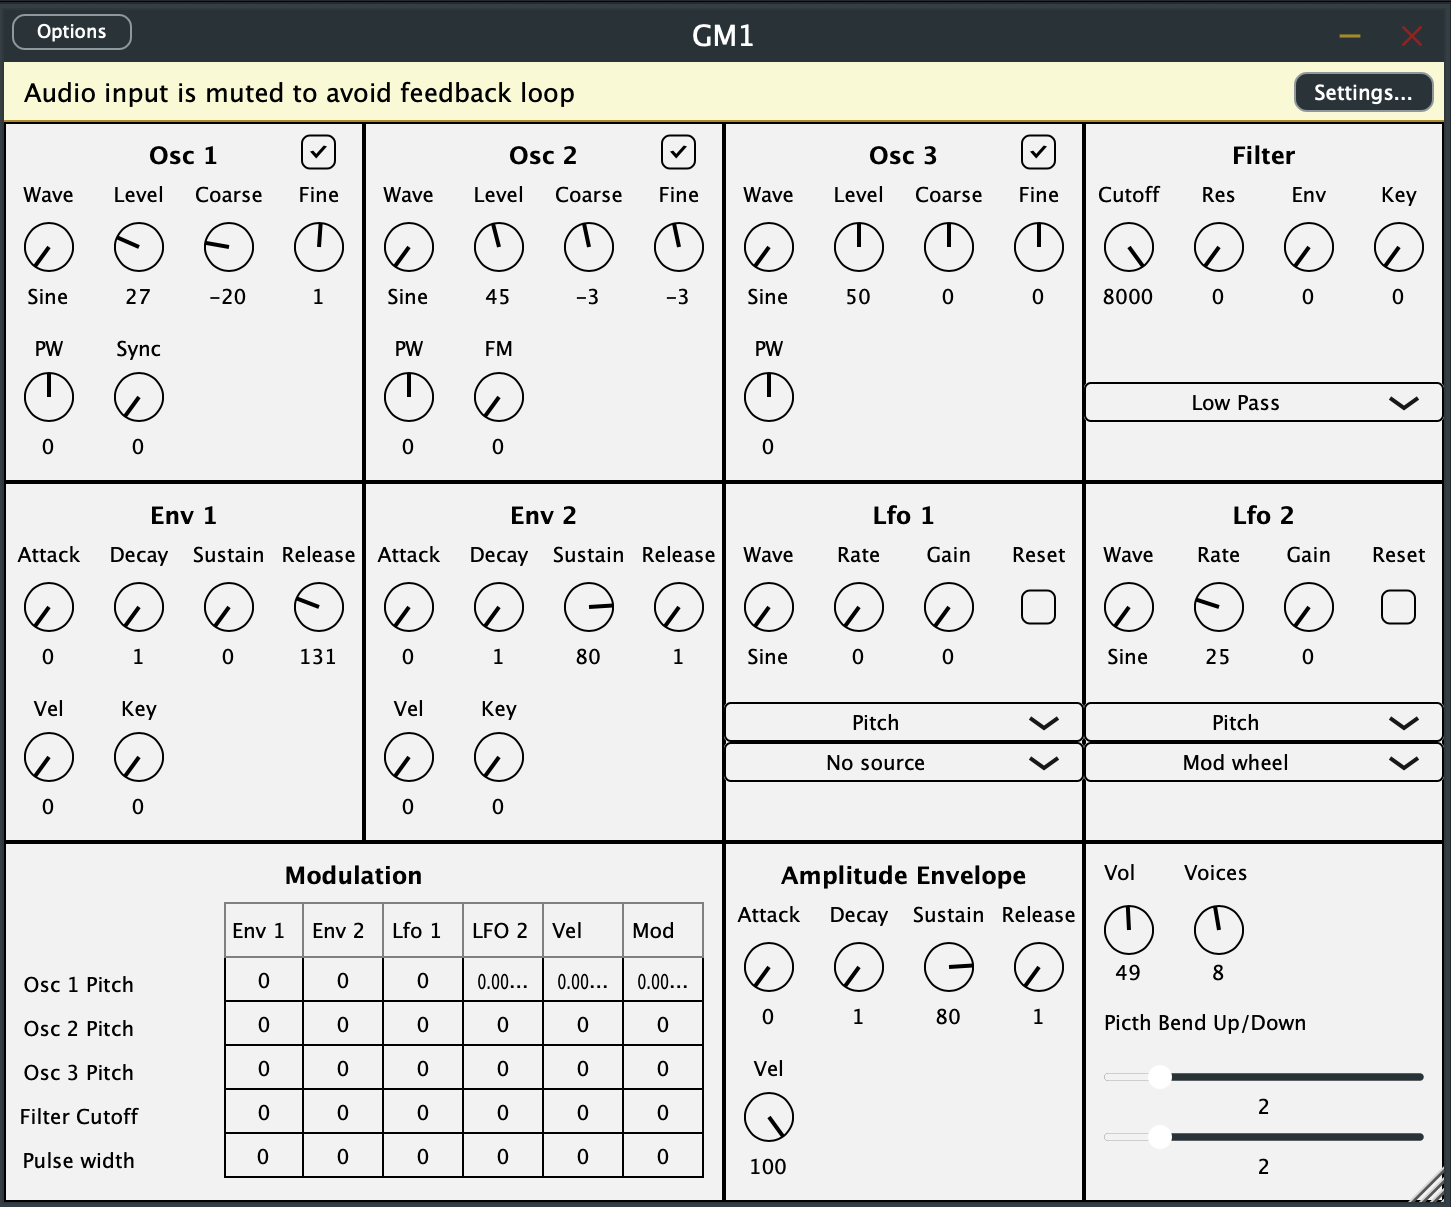 Options
GM1
Audio input is muted to avoid feedback loop
Settings...
Osc 1
Wave Level Coarse Fine
Sine 27 -20 1
PW Sync
0 0
Osc 2
Wave Level Coarse Fine
Sine 45 -3 -3
PW FM
0 0
Osc 3
Wave Level Coarse Fine
Sine 50 0 0
PW
0
Filter
Cutoff Res Env Key
8000 0 0 0
Low Pass
Env 1
Attack Decay Sustain Release
0 1 0 131
Vel Key
0 0
Env 2
Attack Decay Sustain Release
0 1 80 1
Vel Key
0 0
Lfo 1
Wave Rate Gain Reset
Sine 0 0
Pitch
No source
Lfo 2
Wave Rate Gain Reset
Sine 25 0
Pitch
Mod wheel
Modulation
Env 1 Env 2 Lfo 1 LFO 2 Vel Mod
Osc 1 Pitch 0 0 0 0.00... 0.00... 0.00...
Osc 2 Pitch 0 0 0 0 0 0
Osc 3 Pitch 0 0 0 0 0 0
Filter Cutoff 0 0 0 0 0 0
Pulse width 0 0 0 0 0 0
Amplitude Envelope
Attack Decay Sustain Release
0 1 80 1
Vel
100
Vol Voices
49 8
Picth Bend Up/Down
2
2